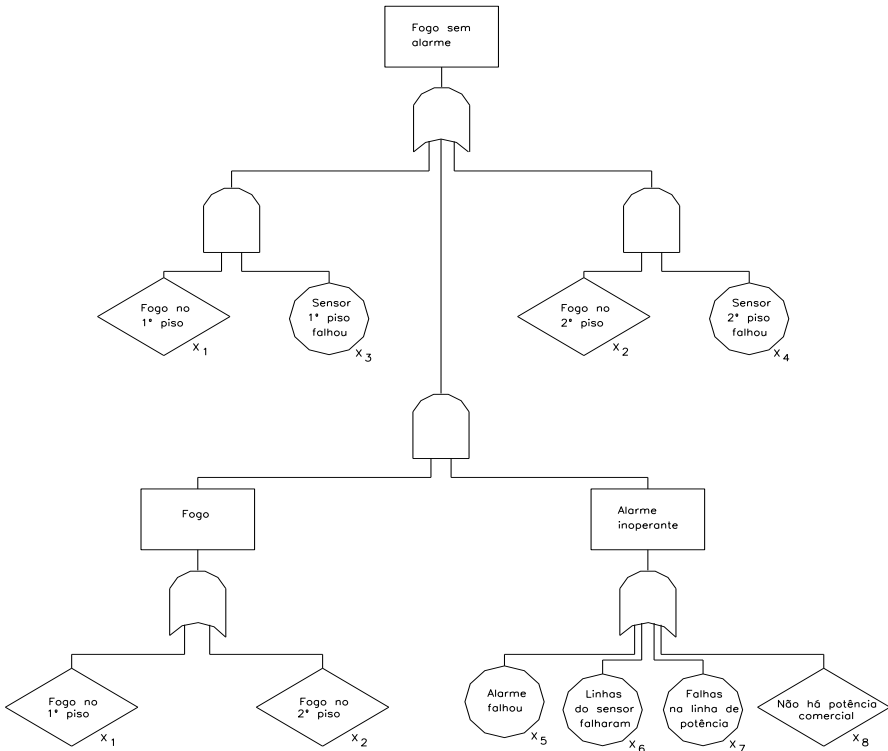 Fogo sem
alarme
Fogo no
1° piso
X1
Sensor
1° piso
falhou
X3
Fogo no
2° piso
X2
Sensor
2° piso
falhou
X4
Fogo
Alarme
inoperante
Fogo no
1° piso
X1
Fogo no
2° piso
X2
Alarme
falhou
X5
Linhas
do sensor
falharam
X6
Falhas
na linha de
potência
X7
Não há potência
comercial
X8